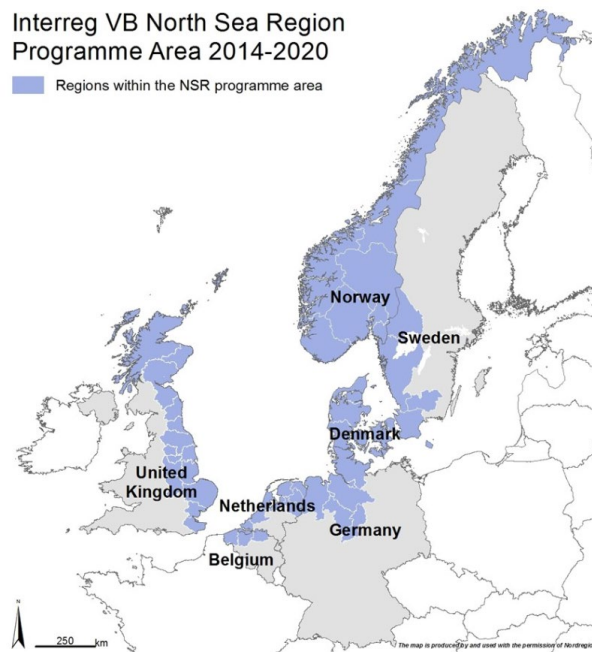 Interreg VB North Sea Region
Programme Area 2014-2020
Regions within the NSR programme area
Norway
Sweden
Denmark
United
Kingdom
Netherlands
Germany
Belgium
N
250 km
The map is produced by and used with the permission of Nordregio